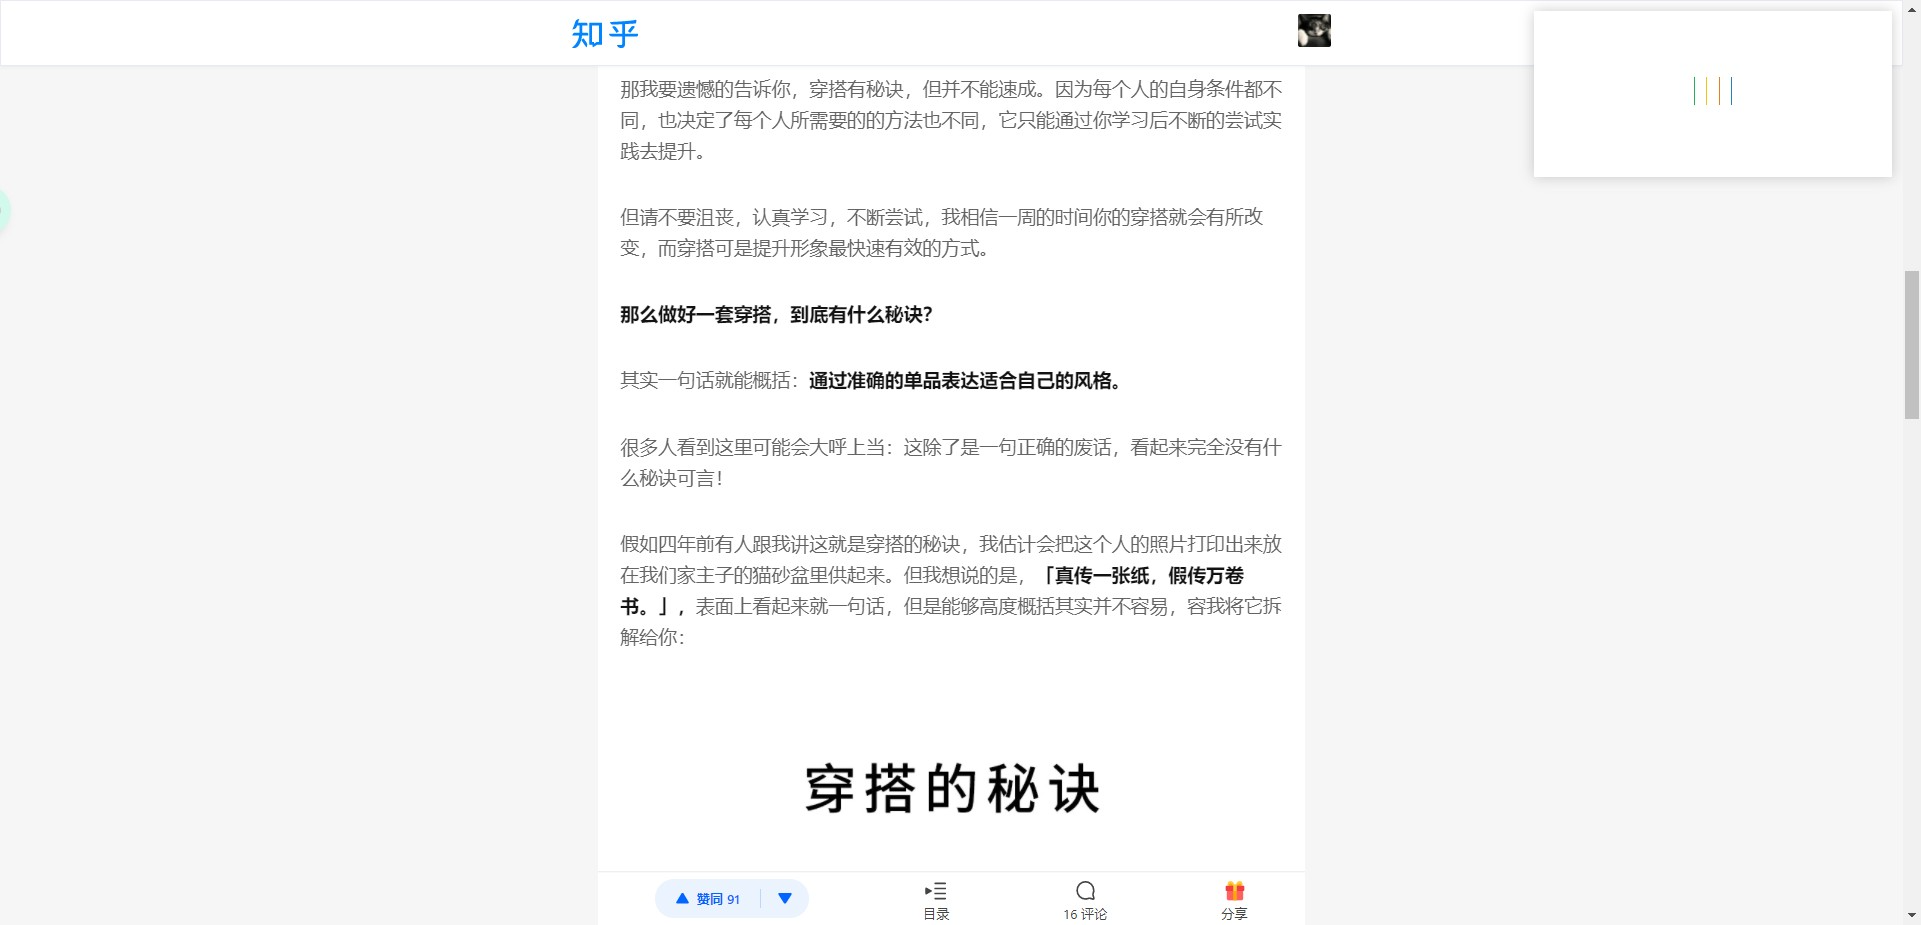 知乎
那我要遗憾的告诉你，穿搭有秘诀，但并不能速成。因为每个人的自身条件都不
同，也决定了每个人所需要的的方法也不同，它只能通过你学习后不断的尝试实
践去提升。
但请不要沮丧，认真学习，不断尝试，我相信一周的时间你的穿搭就会有所改
变，而穿搭可是提升形象最快速有效的方式。
那么做好一套穿搭，到底有什么秘诀？
其实一句话就能概括：通过准确的单品表达适合自己的风格。
很多人看到这里可能会大呼上当：这除了是一句正确的废话，看起来完全没有什
么秘诀可言！
假如四年前有人跟我讲这就是穿搭的秘诀，我估计会把这个人的照片打印出来放
在我们家主子的猫砂盆里供起来。但我想说的是，「真传一张纸，假传万卷
书。」，表面上看起来就一句话，但是能够高度概括其实并不容易，容我将它拆
解给你：
穿搭的秘诀
赞同 91
目录
16 评论
分享